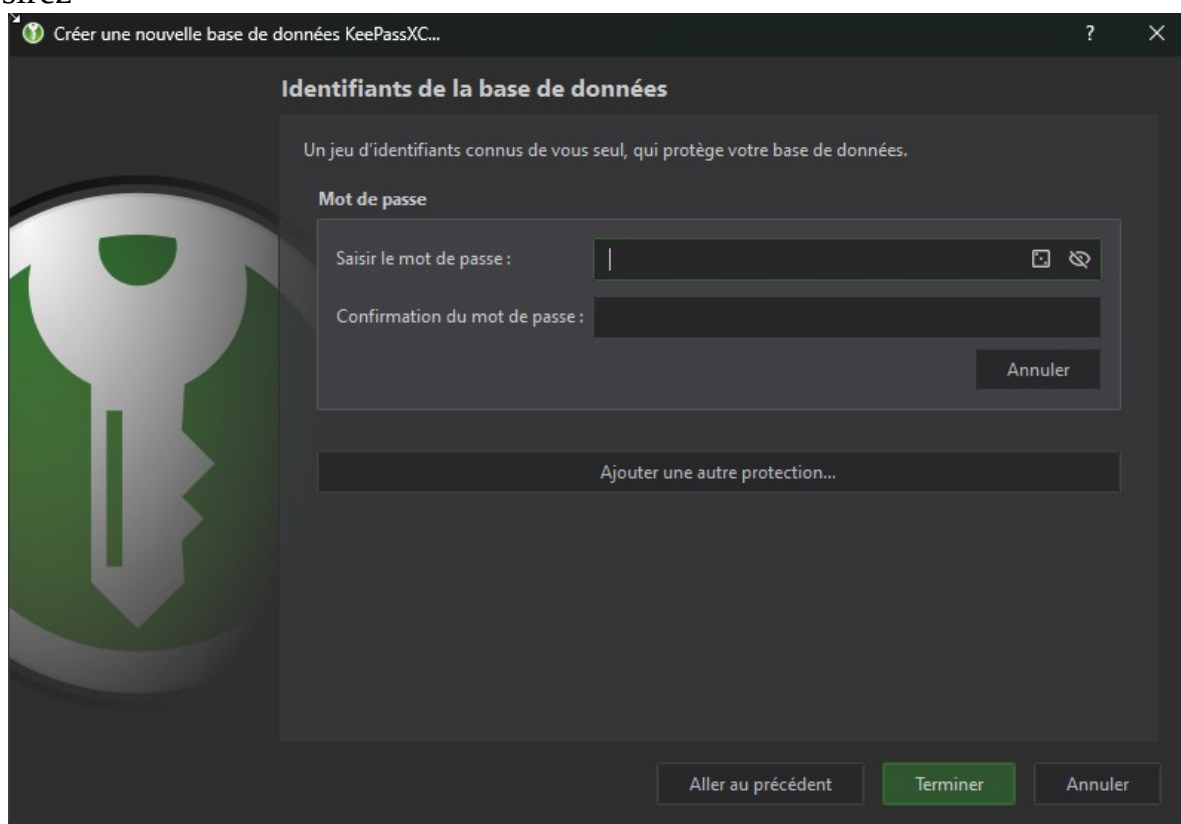 sirez
Créer une nouvelle base de données KeePassXC... ? ×
Identifiants de la base de données
Un jeu d’identifiants connus de vous seul, qui protège votre base de données.
Mot de passe
Saisir le mot de passe :
Confirmation du mot de passe :
Annuler
Ajouter une autre protection...
Aller au précédent Terminer Annuler